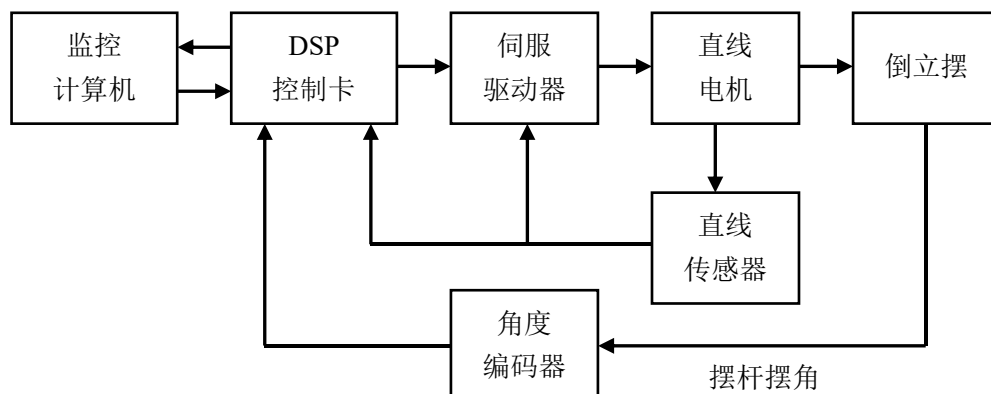 监控
计算机
DSP
控制卡
伺服
驱动器
直线
电机
倒立摆
直线
传感器
角度
编码器
摆杆摆角